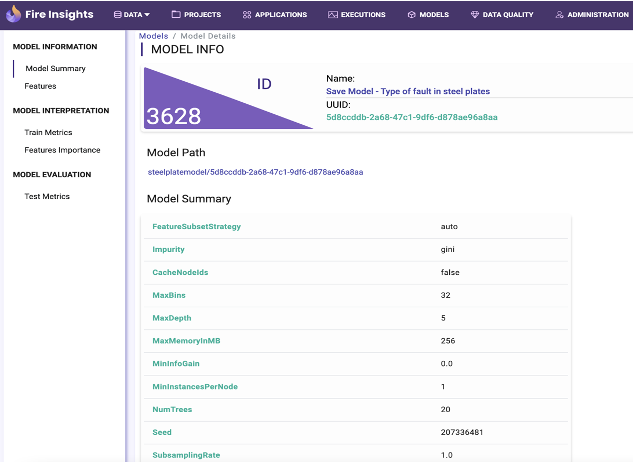 Fire Insights DATA PROJECTS APPLICATIONS EXECUTIONS MODELS DATA QUALITY ADMINISTRATION
MODEL INFORMATION
Model Summary
Features
MODEL INTERPRETATION
Train Metrics
Features Importance
MODEL EVALUATION
Test Metrics
Models / Model Details
MODEL INFO
ID
3628
Name:
Save Model - Type of fault in steel plates
UUID:
5d8ccddb-2a68-47c1-9df6-d878ae96a8aa
Model Path
steelplatemodel/5d8ccddb-2a68-47c1-9df6-d878ae96a8aa
Model Summary
FeatureSubsetStrategy auto
Impurity gini
CacheNodeIds false
MaxBins 32
MaxDepth 5
MaxMemoryInMB 256
MinInfoGain 0.0
MinInstancesPerNode 1
NumTrees 20
Seed 207336481
SubsamplingRate 1.0